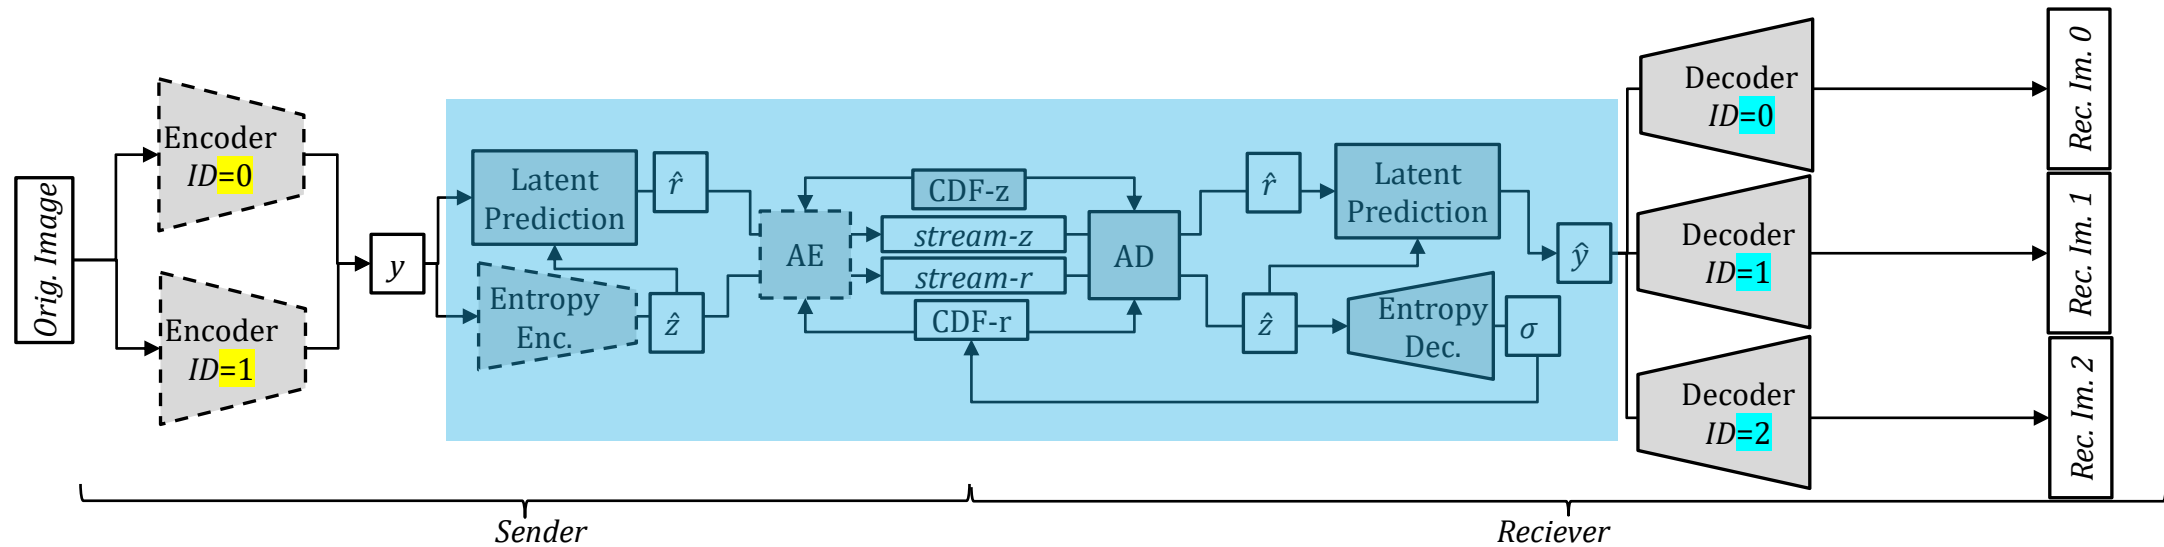 Orig. Image
Encoder
ID=0
Encoder
ID=1
y
Latent
Prediction
r̂
Entropy
Enc.
ẑ
AE
CDF-z
stream-z
stream-r
CDF-r
AD
r̂
Latent
Prediction
ẑ
Entropy
Dec.
σ
ŷ
Decoder
ID=0
Decoder
ID=1
Decoder
ID=2
Rec. Im. 0
Rec. Im. 1
Rec. Im. 2
Sender
Reciever